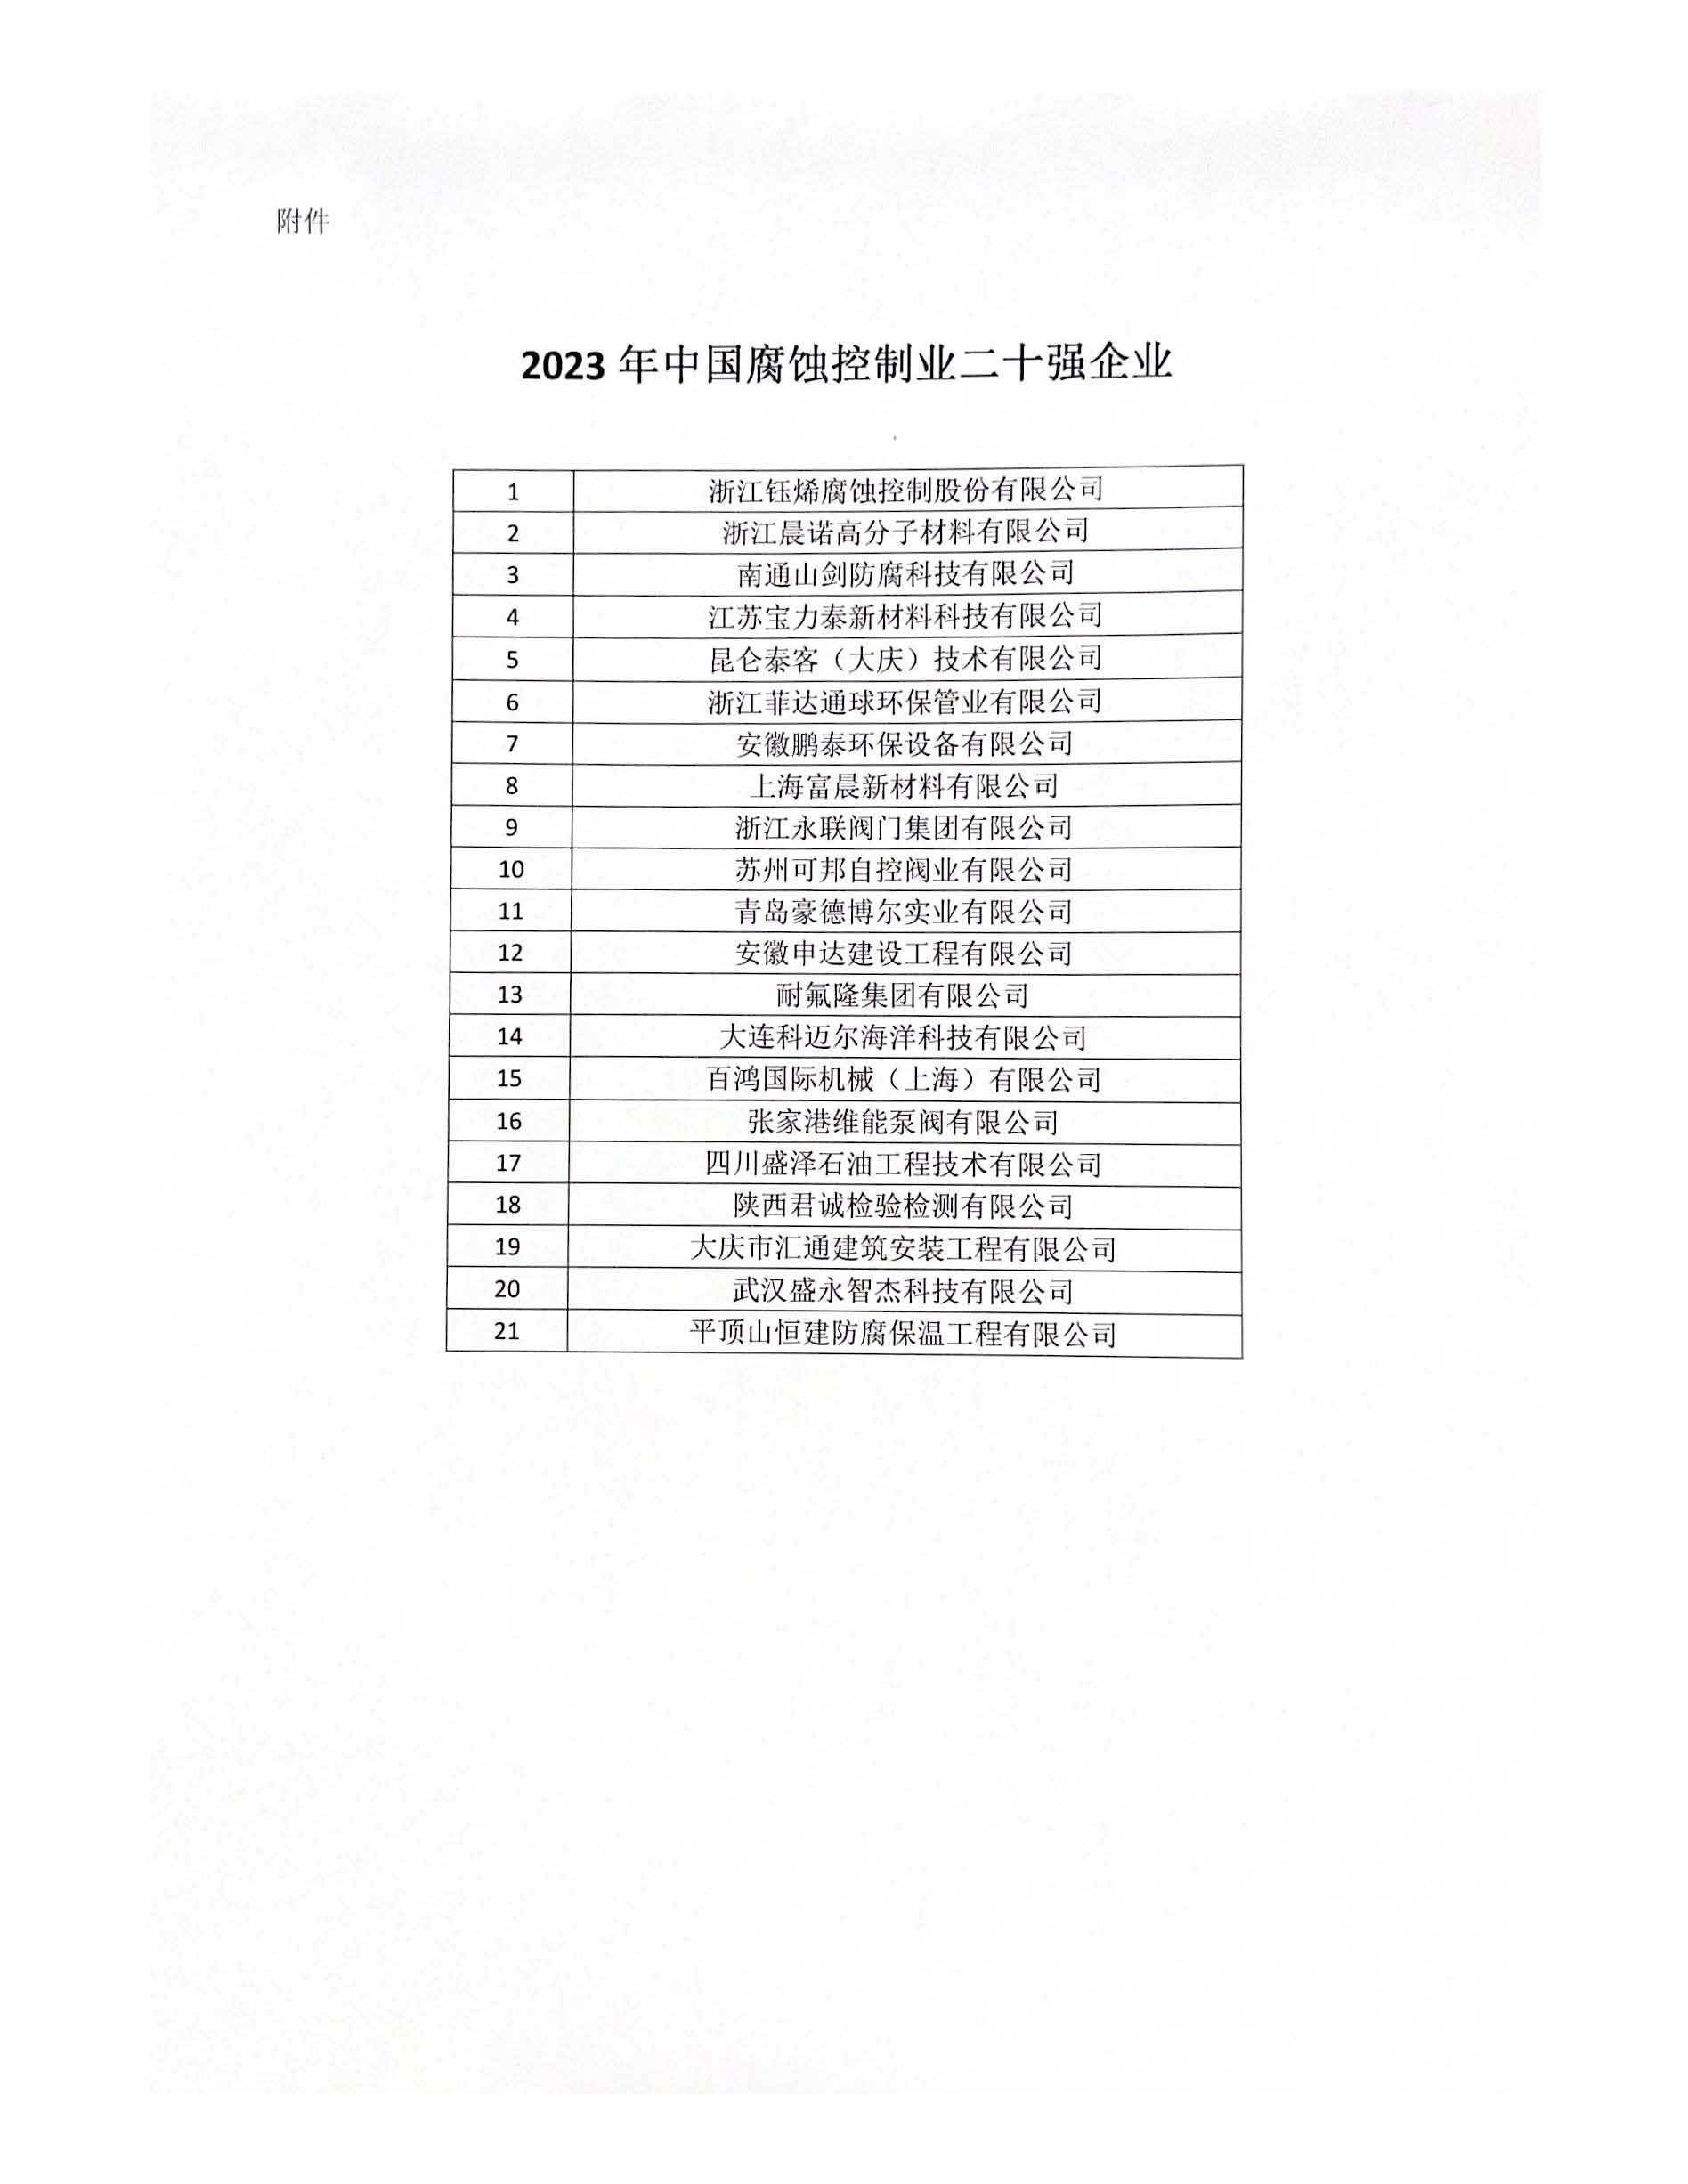 附件
2023 年中国腐蚀控制业二十强企业
1 浙江钰烯腐蚀控制股份有限公司
2 浙江晨诺高分子材料有限公司
3 南通山剑防腐科技有限公司
4 江苏宝力泰新材料科技有限公司
5 昆仑泰客（大庆）技术有限公司
6 浙江菲达通球环保管业有限公司
7 安徽鹏泰环保设备有限公司
8 上海富晨新材料有限公司
9 浙江永联阀门集团有限公司
10 苏州可邦自控阀业有限公司
11 青岛豪德博尔实业有限公司
12 安徽申达建设工程有限公司
13 耐氟隆集团有限公司
14 大连科迈尔海洋科技有限公司
15 百鸿国际机械（上海）有限公司
16 张家港维能泵阀有限公司
17 四川盛泽石油工程技术有限公司
18 陕西君诚检验检测有限公司
19 大庆市汇通建筑安装工程有限公司
20 武汉盛永智杰科技有限公司
21 平顶山恒建防腐保温工程有限公司